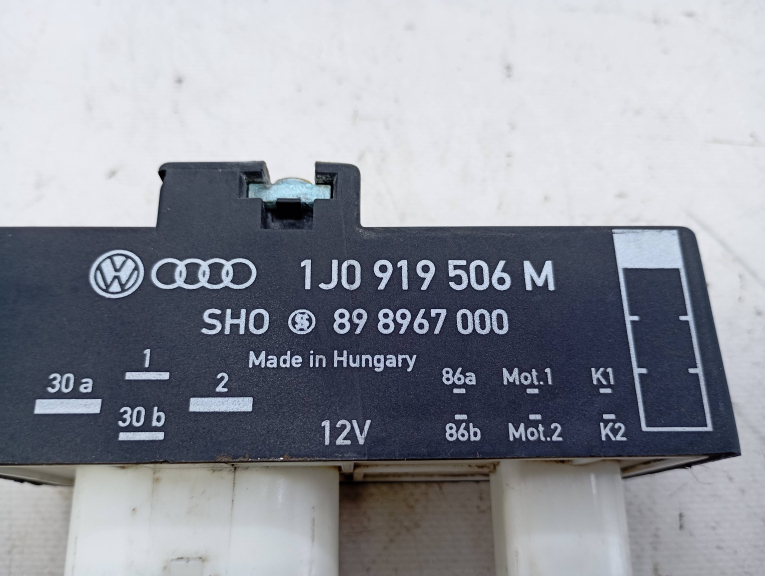 1J0 919 506 M
SHO 89 8967 000
Made in Hungary
30 a 1 2 86a Mot.1 K1
30 b 12V 86b Mot.2 K2